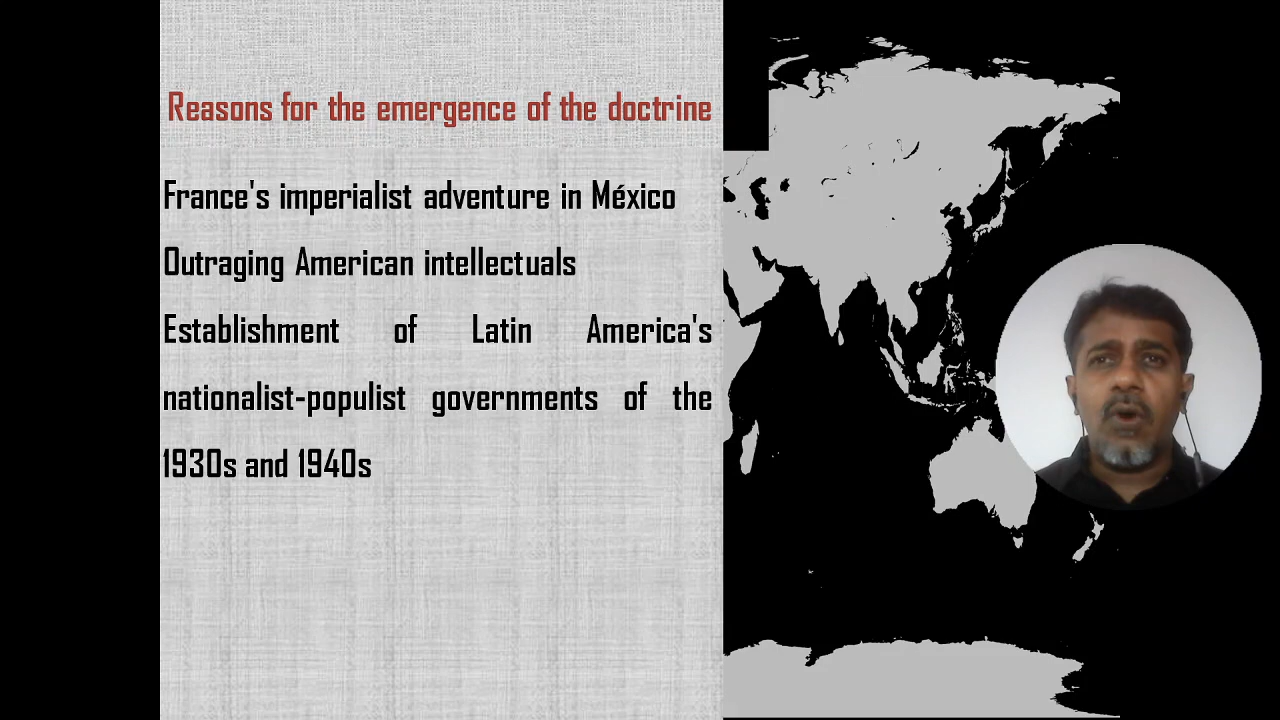 Reasons for the emergence of the doctrine
France's imperialist adventure in México
Outraging American intellectuals
Establishment of Latin America's
nationalist-populist governments of the
1930s and 1940s